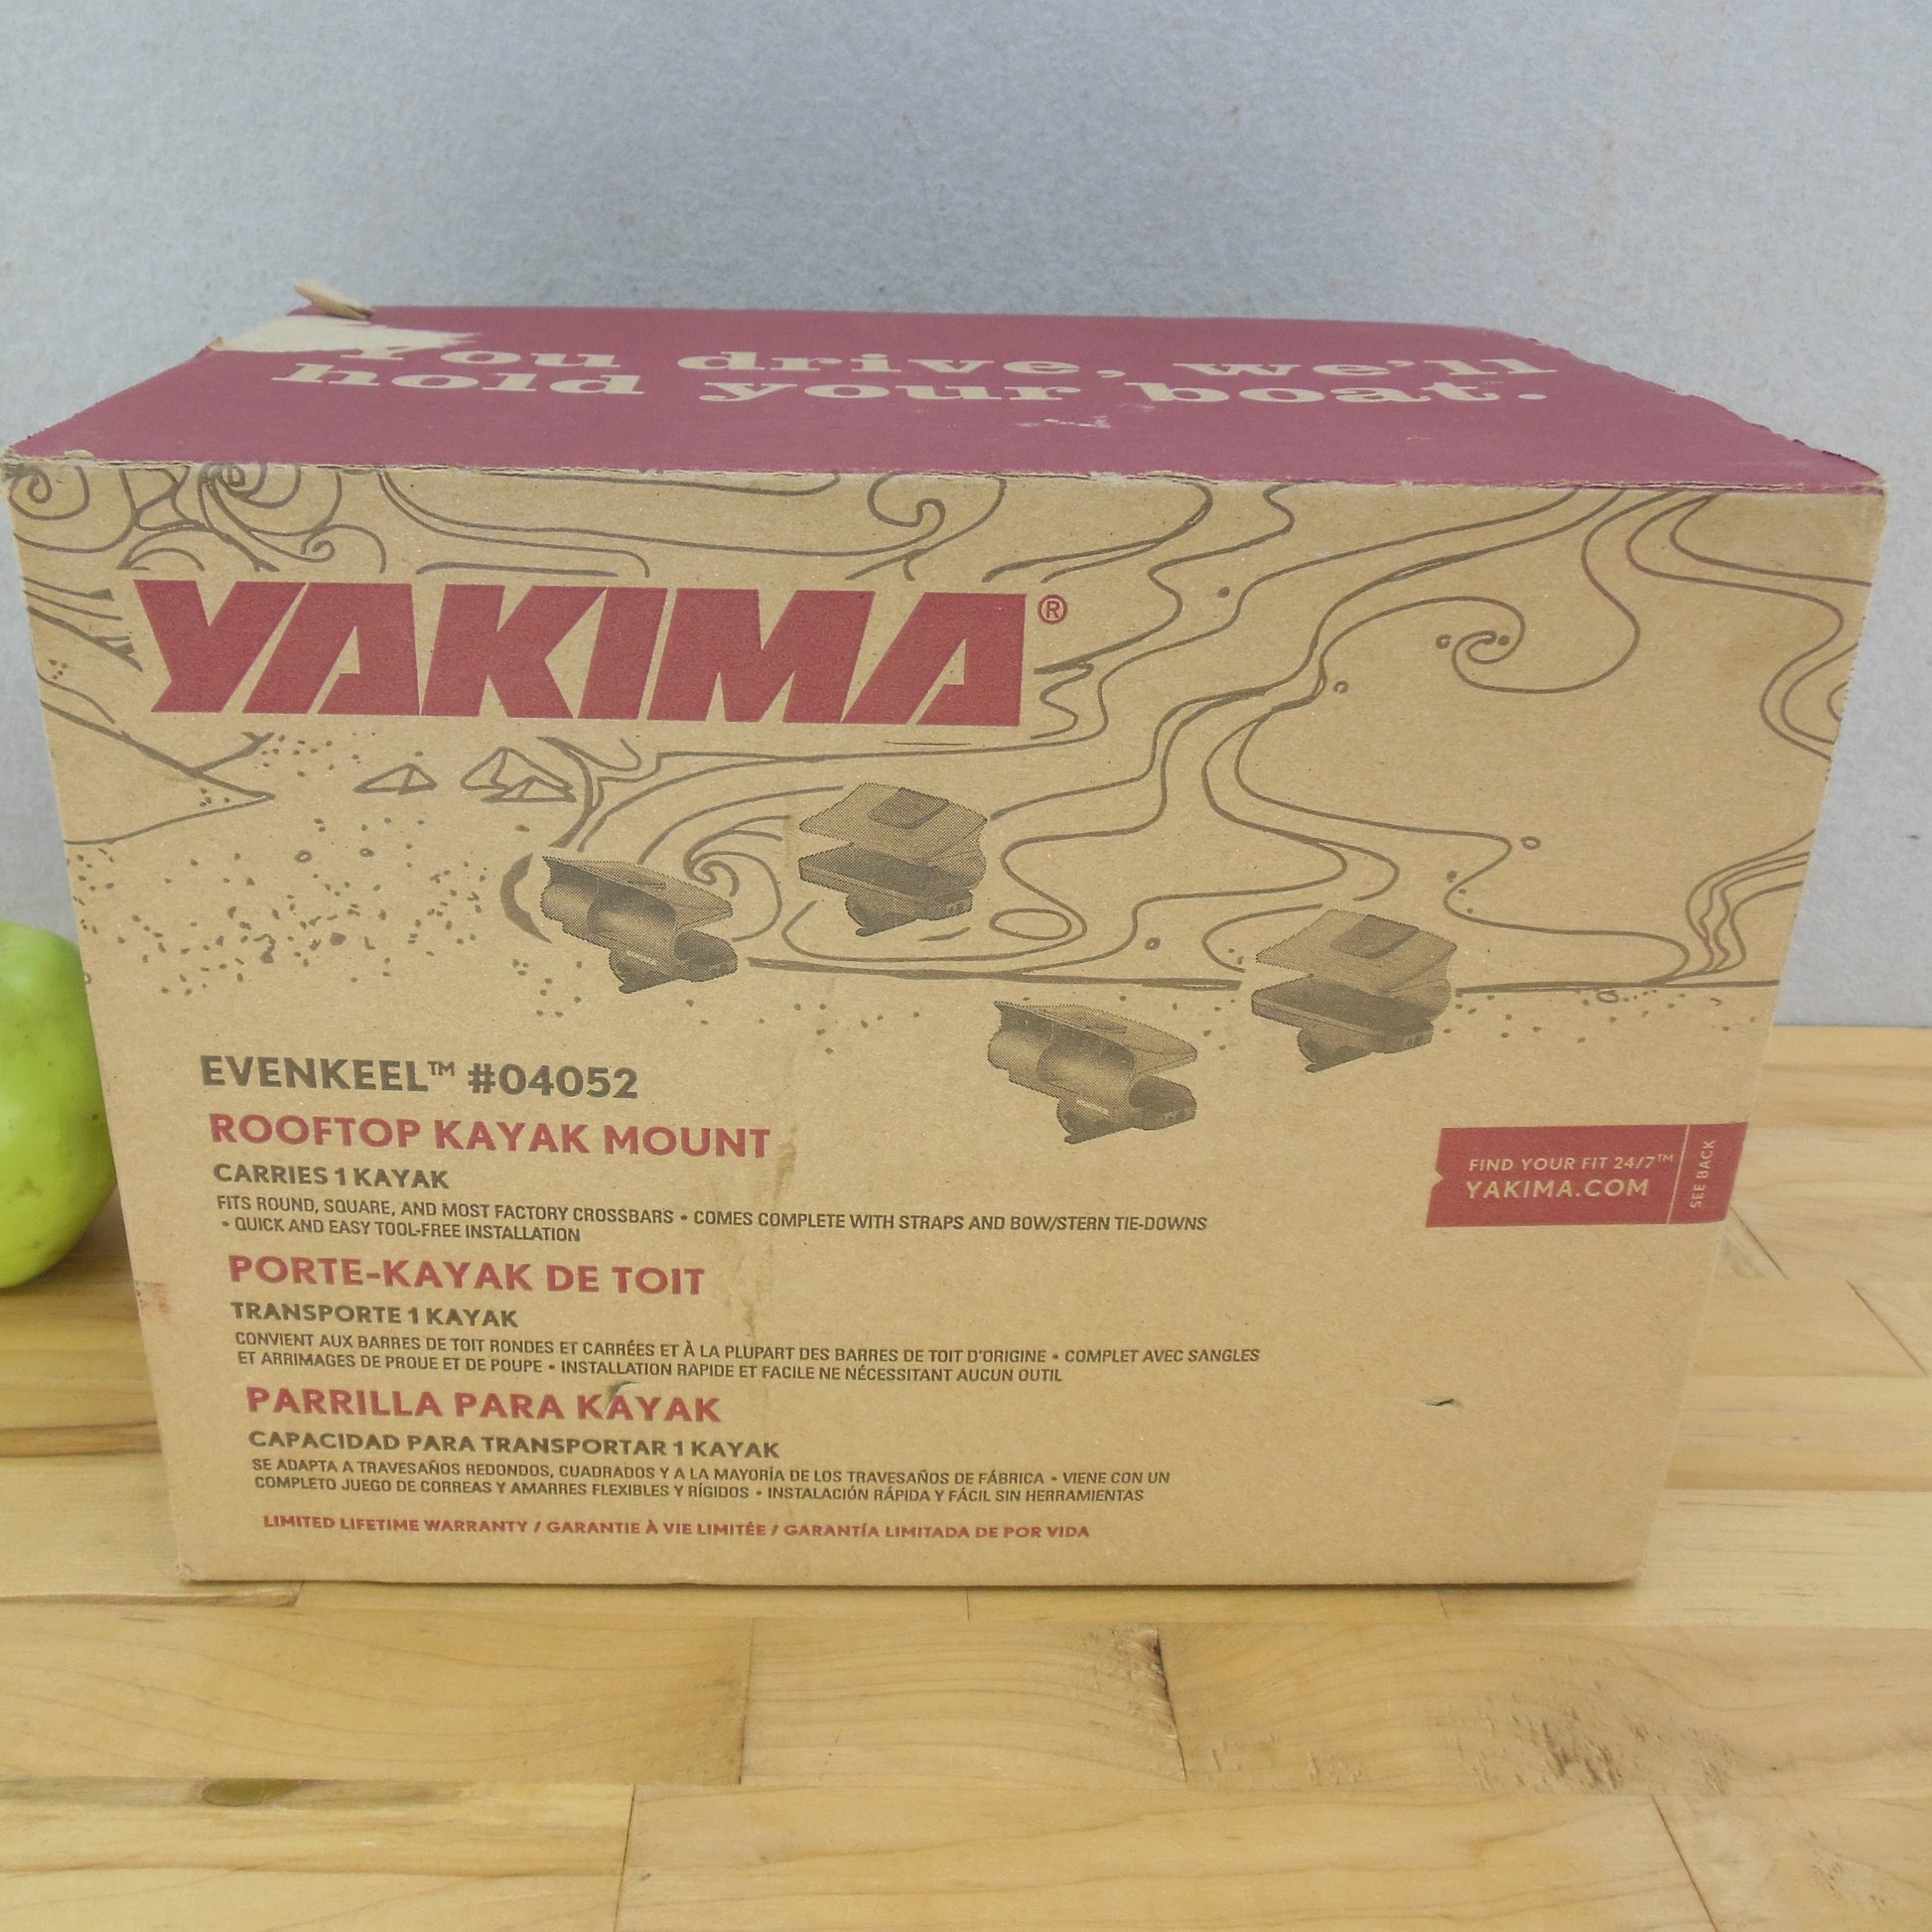 You drive, we'll
hold your boat.
YAKIMA®
EVENKEEL™ #04052
ROOFTOP KAYAK MOUNT
CARRIES 1 KAYAK
FITS ROUND, SQUARE, AND MOST FACTORY CROSSBARS • COMES COMPLETE WITH STRAPS AND BOW/STERN TIE-DOWNS
• QUICK AND EASY TOOL-FREE INSTALLATION
FIND YOUR FIT 24/7™
YAKIMA.COM
SEE BACK
PORTE-KAYAK DE TOIT
TRANSPORTE 1 KAYAK
CONVIENT AUX BARRES DE TOIT RONDES ET CARRÉES ET À LA PLUPART DES BARRES DE TOIT D'ORIGINE • COMPLET AVEC SANGLES
ET ARRIMAGES DE PROUE ET DE POUPE • INSTALLATION RAPIDE ET FACILE NE NÉCESSITANT AUCUN OUTIL
PARRILLA PARA KAYAK
CAPACIDAD PARA TRANSPORTAR 1 KAYAK
SE ADAPTA A TRAVESAÑOS REDONDOS, CUADRADOS Y A LA MAYORÍA DE LOS TRAVESAÑOS DE FÁBRICA • VIENE CON UN
COMPLETO JUEGO DE CORREAS Y AMARRES FLEXIBLES Y RÍGIDOS • INSTALACIÓN RÁPIDA Y FÁCIL SIN HERRAMIENTAS
LIMITED LIFETIME WARRANTY / GARANTIE À VIE LIMITÉE / GARANTÍA LIMITADA DE POR VIDA